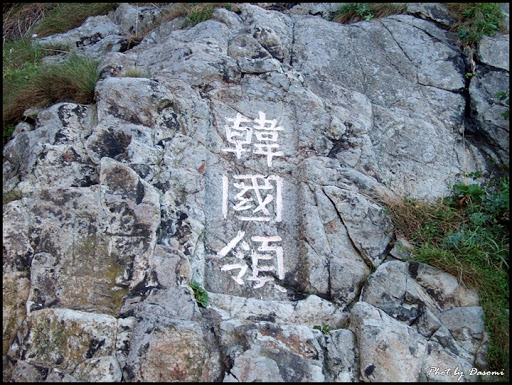 韓
國
領
Photo by Dasomi